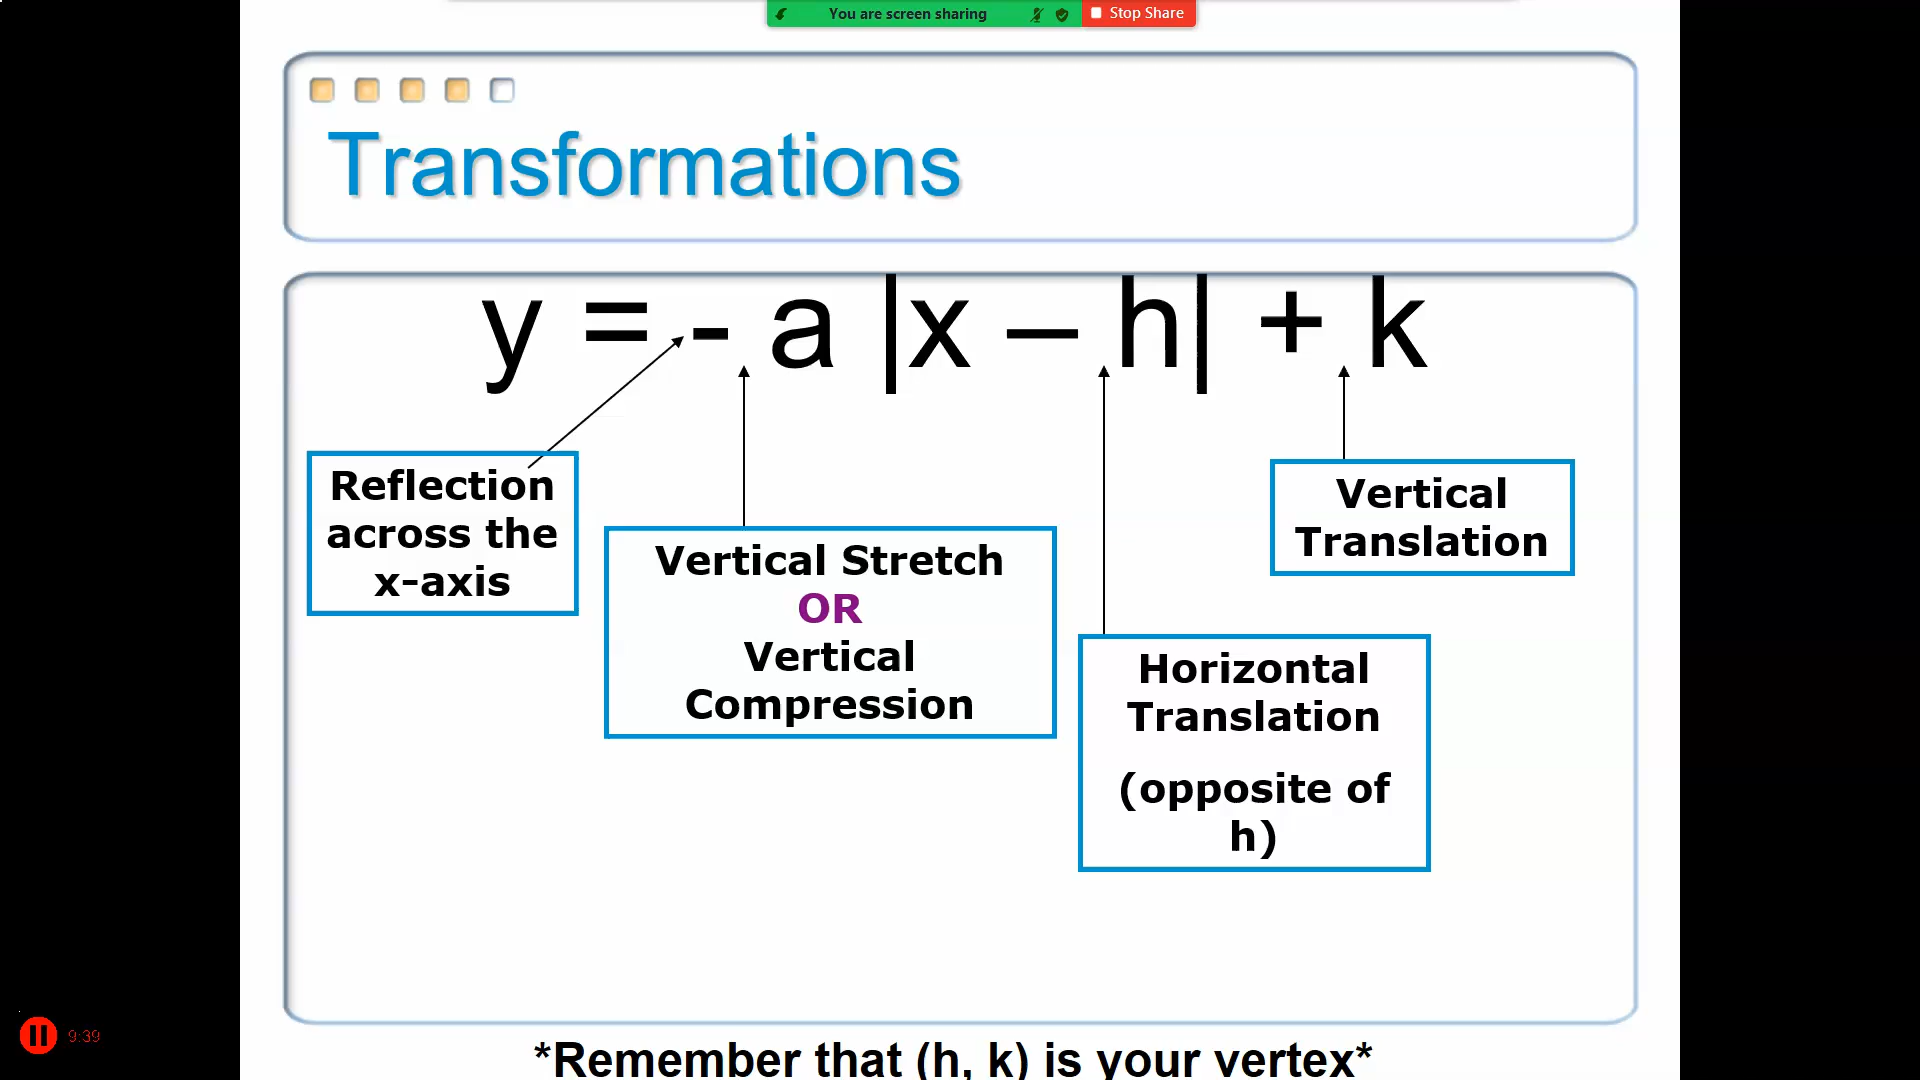 You are screen sharing
Stop Share
Transformations
y = - a |x – h| + k
Reflection
across the
x-axis
Vertical Stretch
OR
Vertical
Compression
Horizontal
Translation
(opposite of
h)
Vertical
Translation
9:39
*Remember that (h, k) is your vertex*